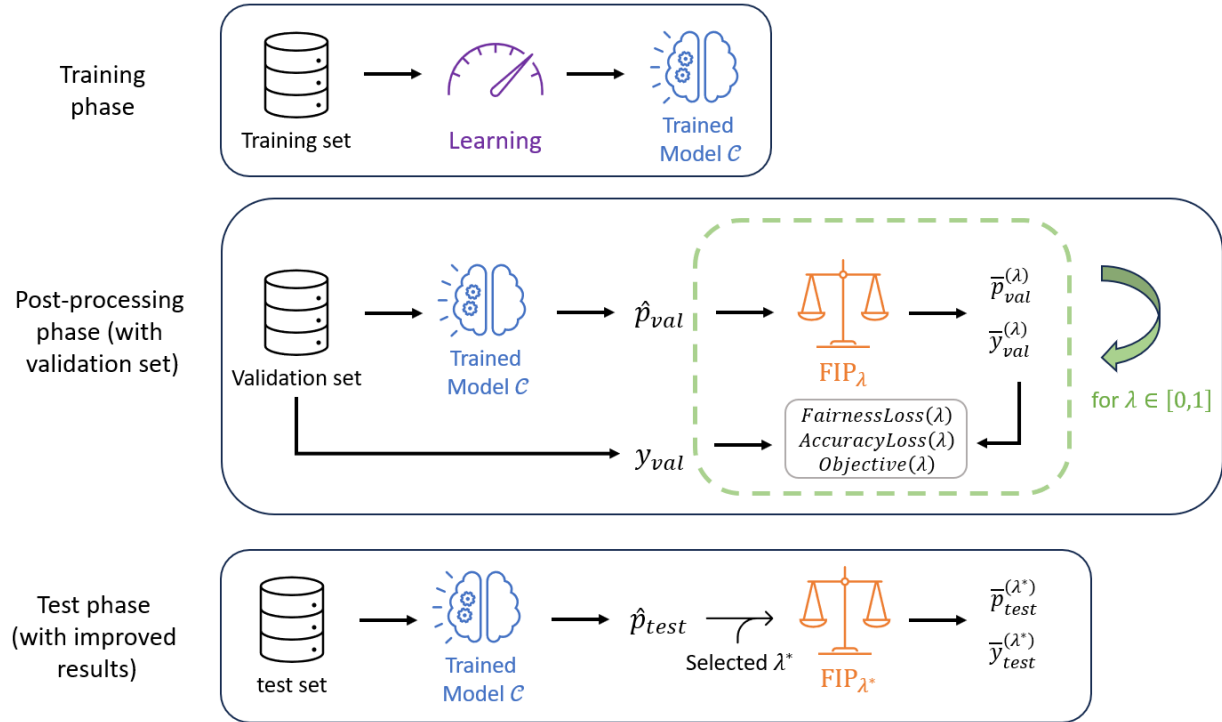 Training
phase
Training set
Learning
Trained
Model 𝒞
Post-processing
phase (with
validation set)
Validation set
Trained
Model 𝒞
p̂_val
FIP_λ
p̅_val^(λ)
y̅_val^(λ)
for λ ∈ [0,1]
y_val
FairnessLoss(λ)
AccuracyLoss(λ)
Objective(λ)
Test phase
(with improved
results)
test set
Trained
Model 𝒞
p̂_test
Selected λ*
FIP_λ*
p̅_test^(λ*)
y̅_test^(λ*)